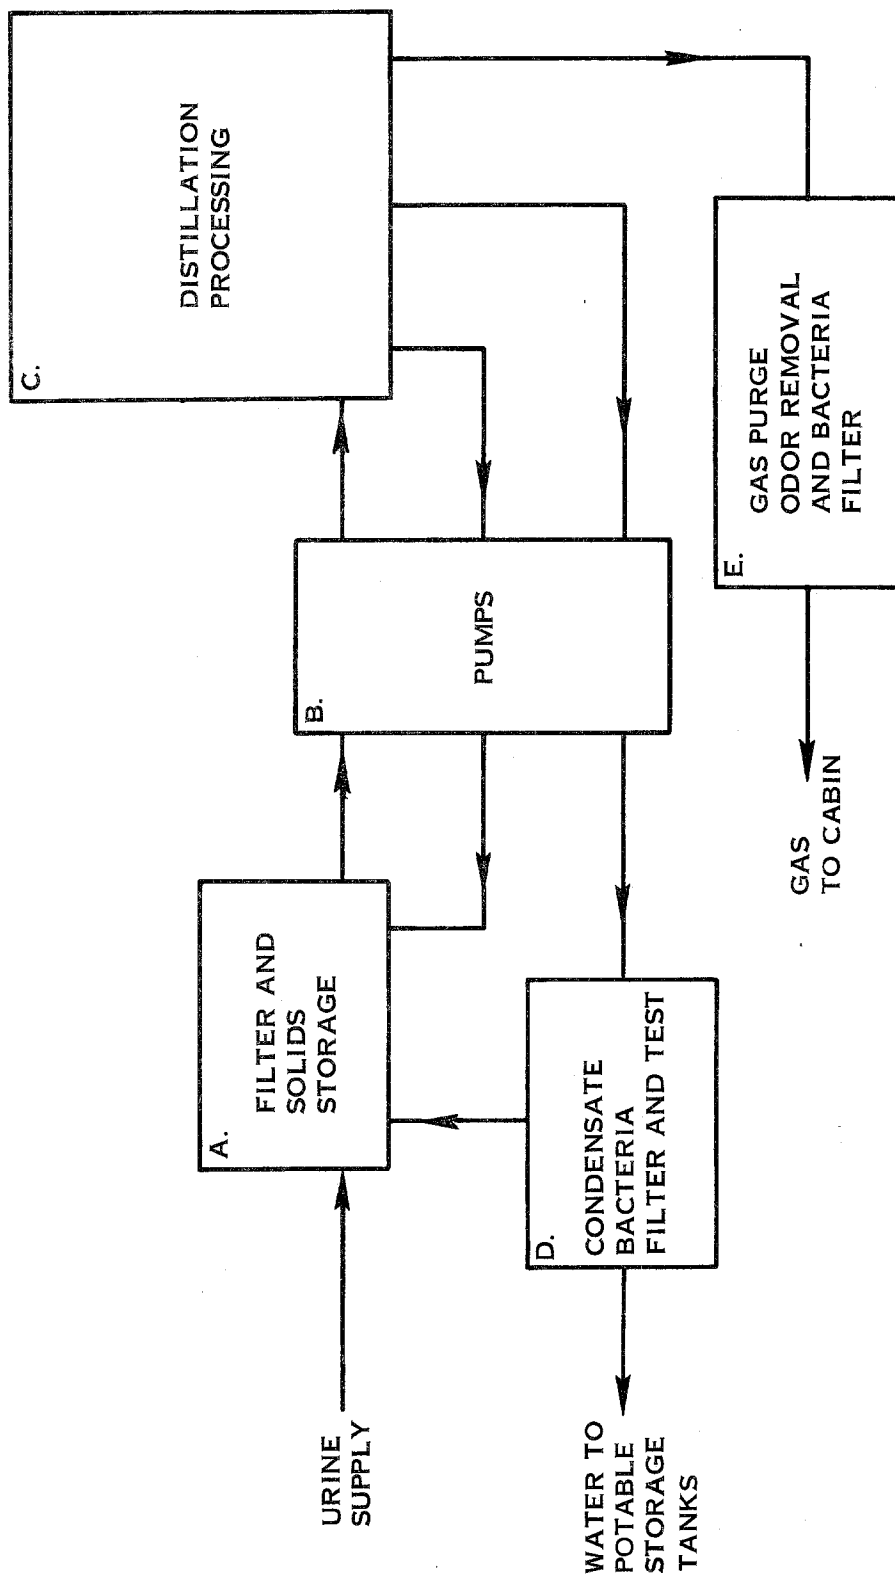 URINE
SUPPLY
A.
FILTER AND
SOLIDS
STORAGE
B.
PUMPS
C.
DISTILLATION
PROCESSING
D.
CONDENSATE
BACTERIA
FILTER AND TEST
WATER TO
POTABLE
STORAGE
TANKS
E.
GAS PURGE
ODOR REMOVAL
AND BACTERIA
FILTER
GAS
TO CABIN